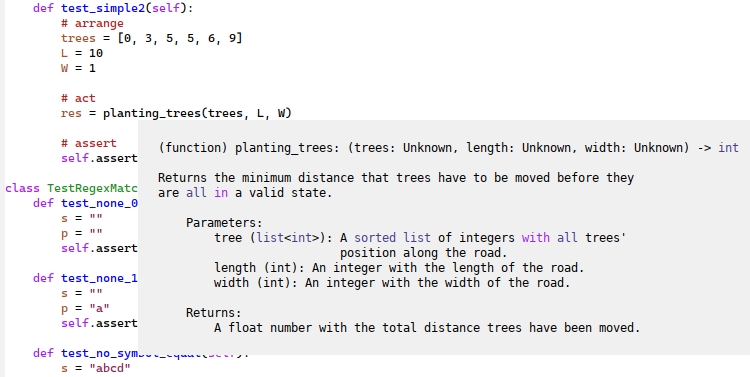 def test_simple2(self):
# arrange
trees = [0, 3, 5, 5, 6, 9]
L = 10
W = 1
# act
res = planting_trees(trees, L, W)
# assert
self.assert
class TestRegexMatc
def test_none_0
s = ""
p = ""
self.assert
def test_none_1
s = ""
p = "a"
self.assert
def test_no_symbol_equal(self):
s = "abcd"
(function) planting_trees: (trees: Unknown, length: Unknown, width: Unknown) -> int
Returns the minimum distance that trees have to be moved before they
are all in a valid state.
Parameters:
tree (list<int>): A sorted list of integers with all trees'
position along the road.
length (int): An integer with the length of the road.
width (int): An integer with the width of the road.
Returns:
A float number with the total distance trees have been moved.